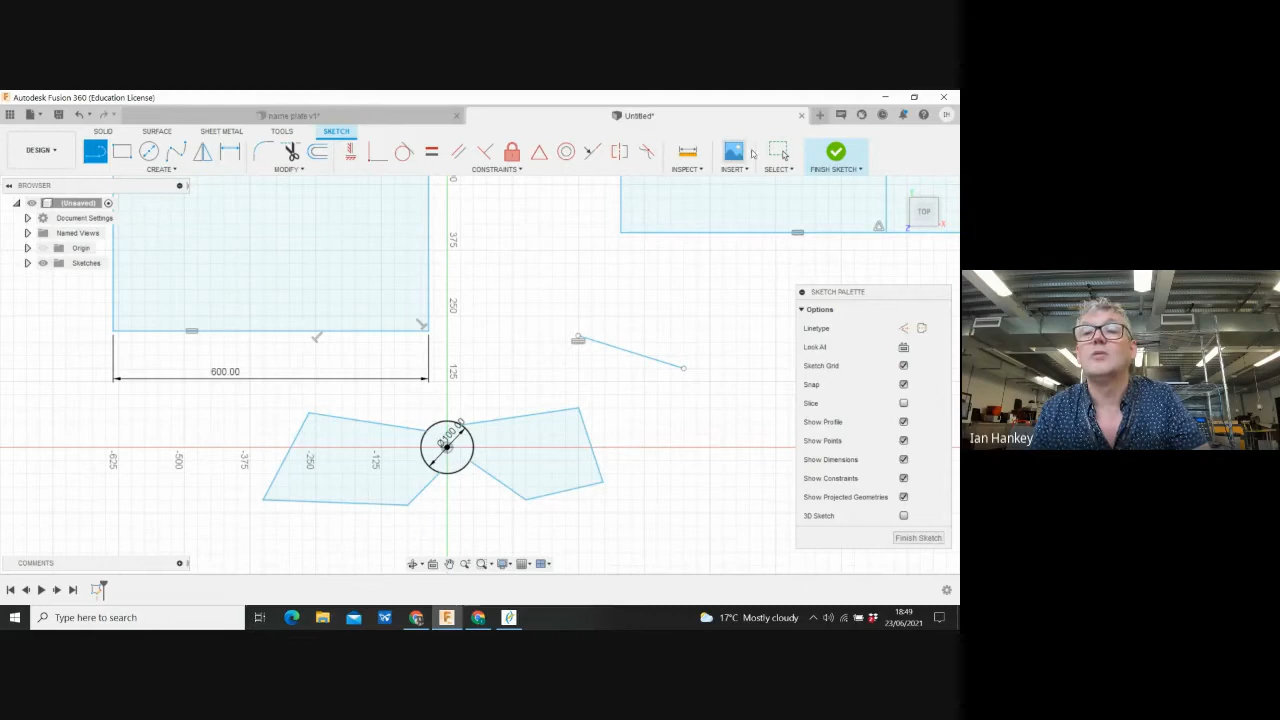 Autodesk Fusion 360 (Education License)
name plate v1*
Untitled*
IH
SOLID
SURFACE
SHEET METAL
TOOLS
SKETCH
DESIGN
CREATE
MODIFY
CONSTRAINTS
INSPECT
INSERT
SELECT
FINISH SKETCH
BROWSER
(Unsaved)
Document Settings
Named Views
Origin
Sketches
TOP
X
Y
Z
375
250
125
600.00
Ø100.00
-625
-500
-375
-250
-125
SKETCH PALETTE
Options
Linetype
Look At
Sketch Grid
Snap
Slice
Show Profile
Show Points
Show Dimensions
Show Constraints
Show Projected Geometries
3D Sketch
Finish Sketch
COMMENTS
Type here to search
17°C Mostly cloudy
18:49
23/06/2021
Ian Hankey